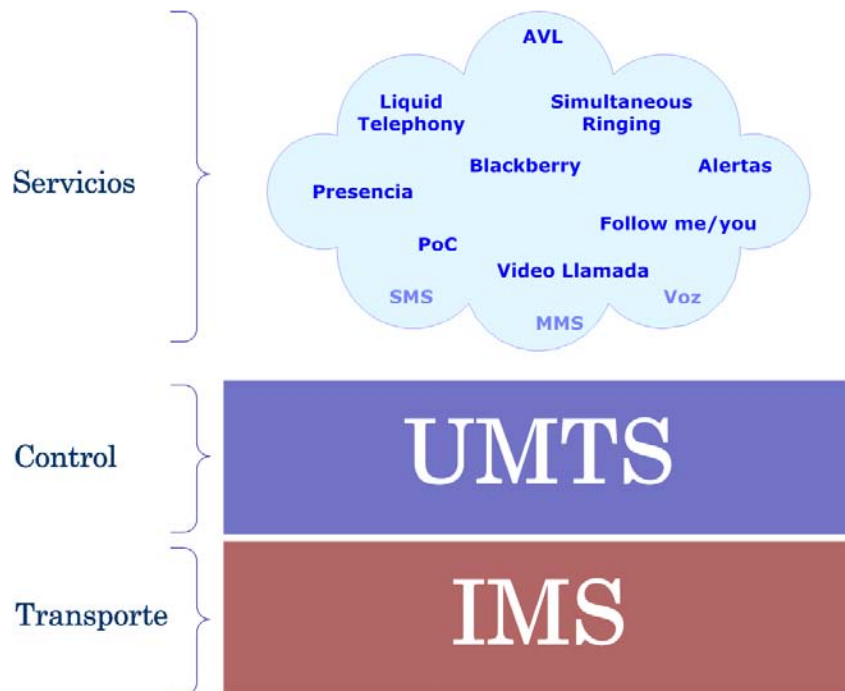 AVL
Liquid
Telephony
Simultaneous
Ringing
Blackberry
Alertas
Servicios
Presencia
Follow me/you
PoC
Video Llamada
SMS
Voz
MMS
Control
UMTS
Transporte
IMS